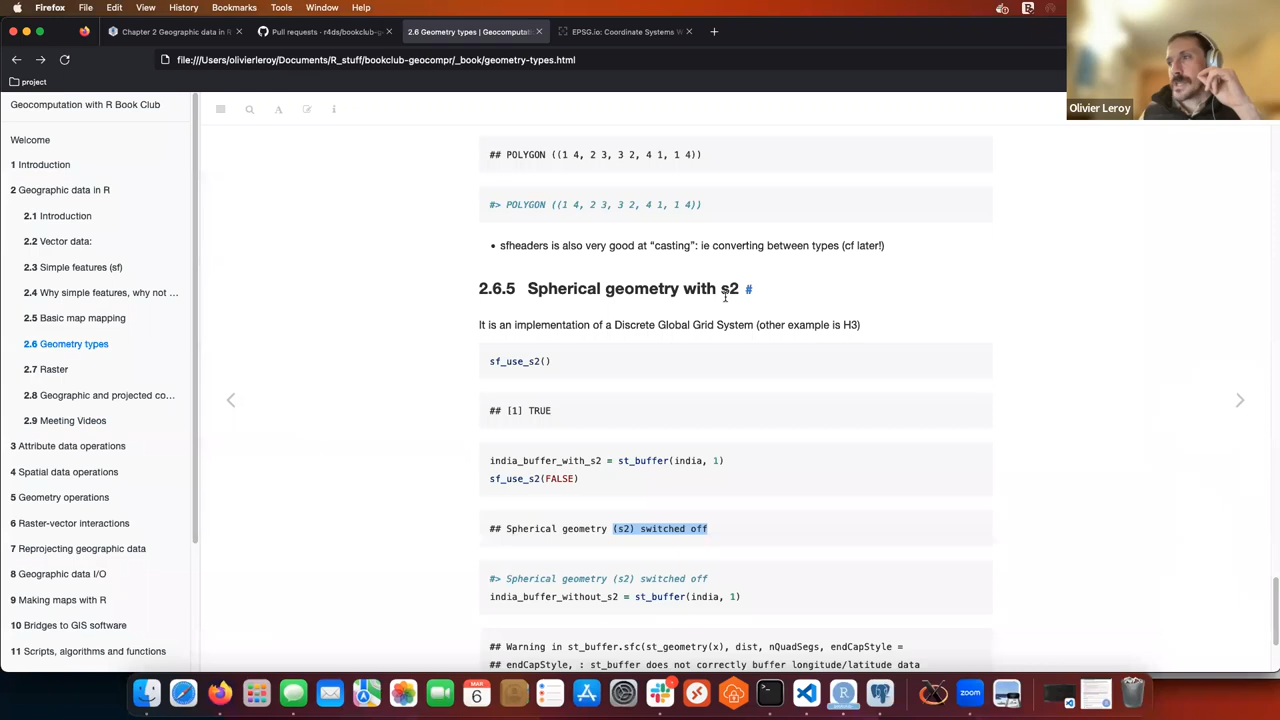 Firefox File Edit View History Bookmarks Tools Window Help
Chapter 2 Geographic data in R
Pull requests · r4ds/bookclub-g
2.6 Geometry types | Geocomputat
EPSG.io: Coordinate Systems W
file:///Users/olivierleroy/Documents/R_stuff/bookclub-geocompr/_book/geometry-types.html
project
Olivier Leroy
Geocomputation with R Book Club
Welcome
1 Introduction
2 Geographic data in R
2.1 Introduction
2.2 Vector data:
2.3 Simple features (sf)
2.4 Why simple features, why not ...
2.5 Basic map mapping
2.6 Geometry types
2.7 Raster
2.8 Geographic and projected co...
2.9 Meeting Videos
3 Attribute data operations
4 Spatial data operations
5 Geometry operations
6 Raster-vector interactions
7 Reprojecting geographic data
8 Geographic data I/O
9 Making maps with R
10 Bridges to GIS software
11 Scripts, algorithms and functions
## POLYGON ((1 4, 2 3, 3 2, 4 1, 1 4))
#> POLYGON ((1 4, 2 3, 3 2, 4 1, 1 4))
• sfheaders is also very good at “casting”: ie converting between types (cf later!)
2.6.5 Spherical geometry with s2 #
It is an implementation of a Discrete Global Grid System (other example is H3)
sf_use_s2()
## [1] TRUE
india_buffer_with_s2 = st_buffer(india, 1)
sf_use_s2(FALSE)
## Spherical geometry (s2) switched off
#> Spherical geometry (s2) switched off
india_buffer_without_s2 = st_buffer(india, 1)
## Warning in st_buffer.sfc(st_geometry(x), dist, nQuadSegs, endCapStyle =
## endCapStyle, : st_buffer does not correctly buffer longitude/latitude data
MAR
6
zoom